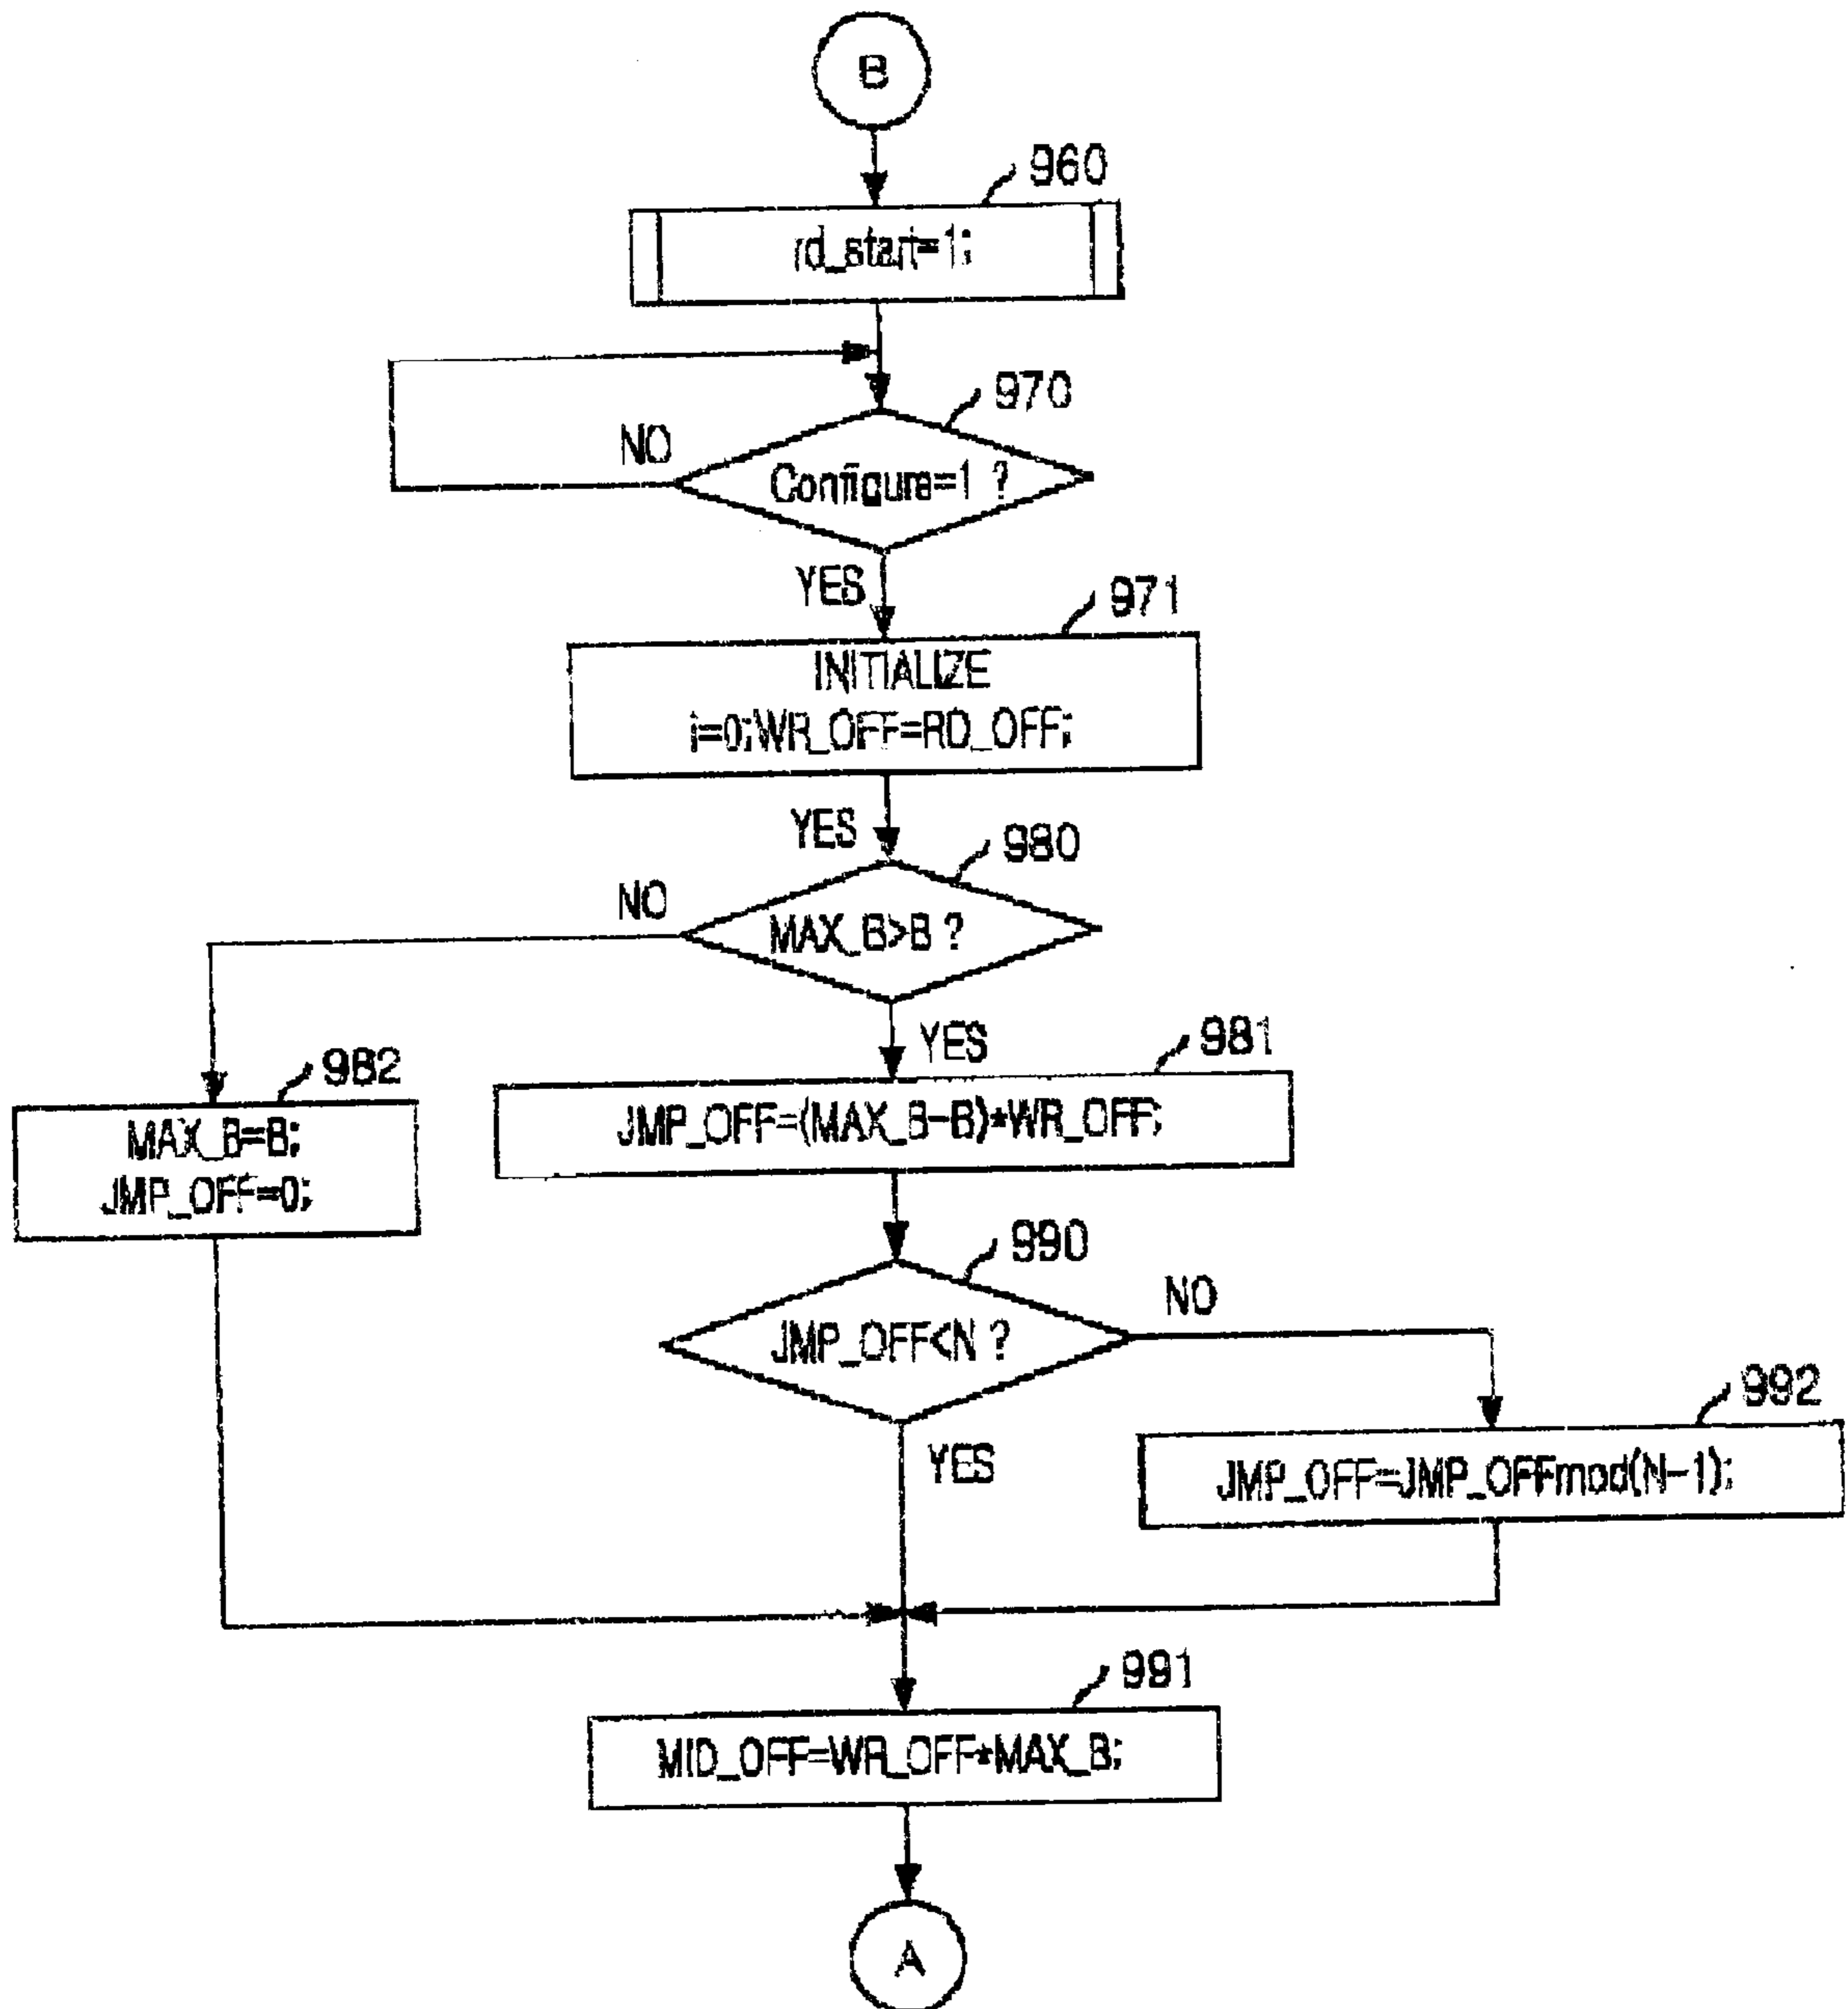 B
960
rd_start=1;
970
NO
Configure=1 ?
YES
971
INITIALIZE
i=0;WR_OFF=RD_OFF;
YES
980
NO
MAX_B>B ?
YES
981
982
JMP_OFF=(MAX_B-B)*WR_OFF;
MAX_B=B;
JMP_OFF=0;
990
NO
JMP_OFF<N ?
992
YES
JMP_OFF=JMP_OFFmod(N-1);
991
MID_OFF=WR_OFF*MAX_B;
A